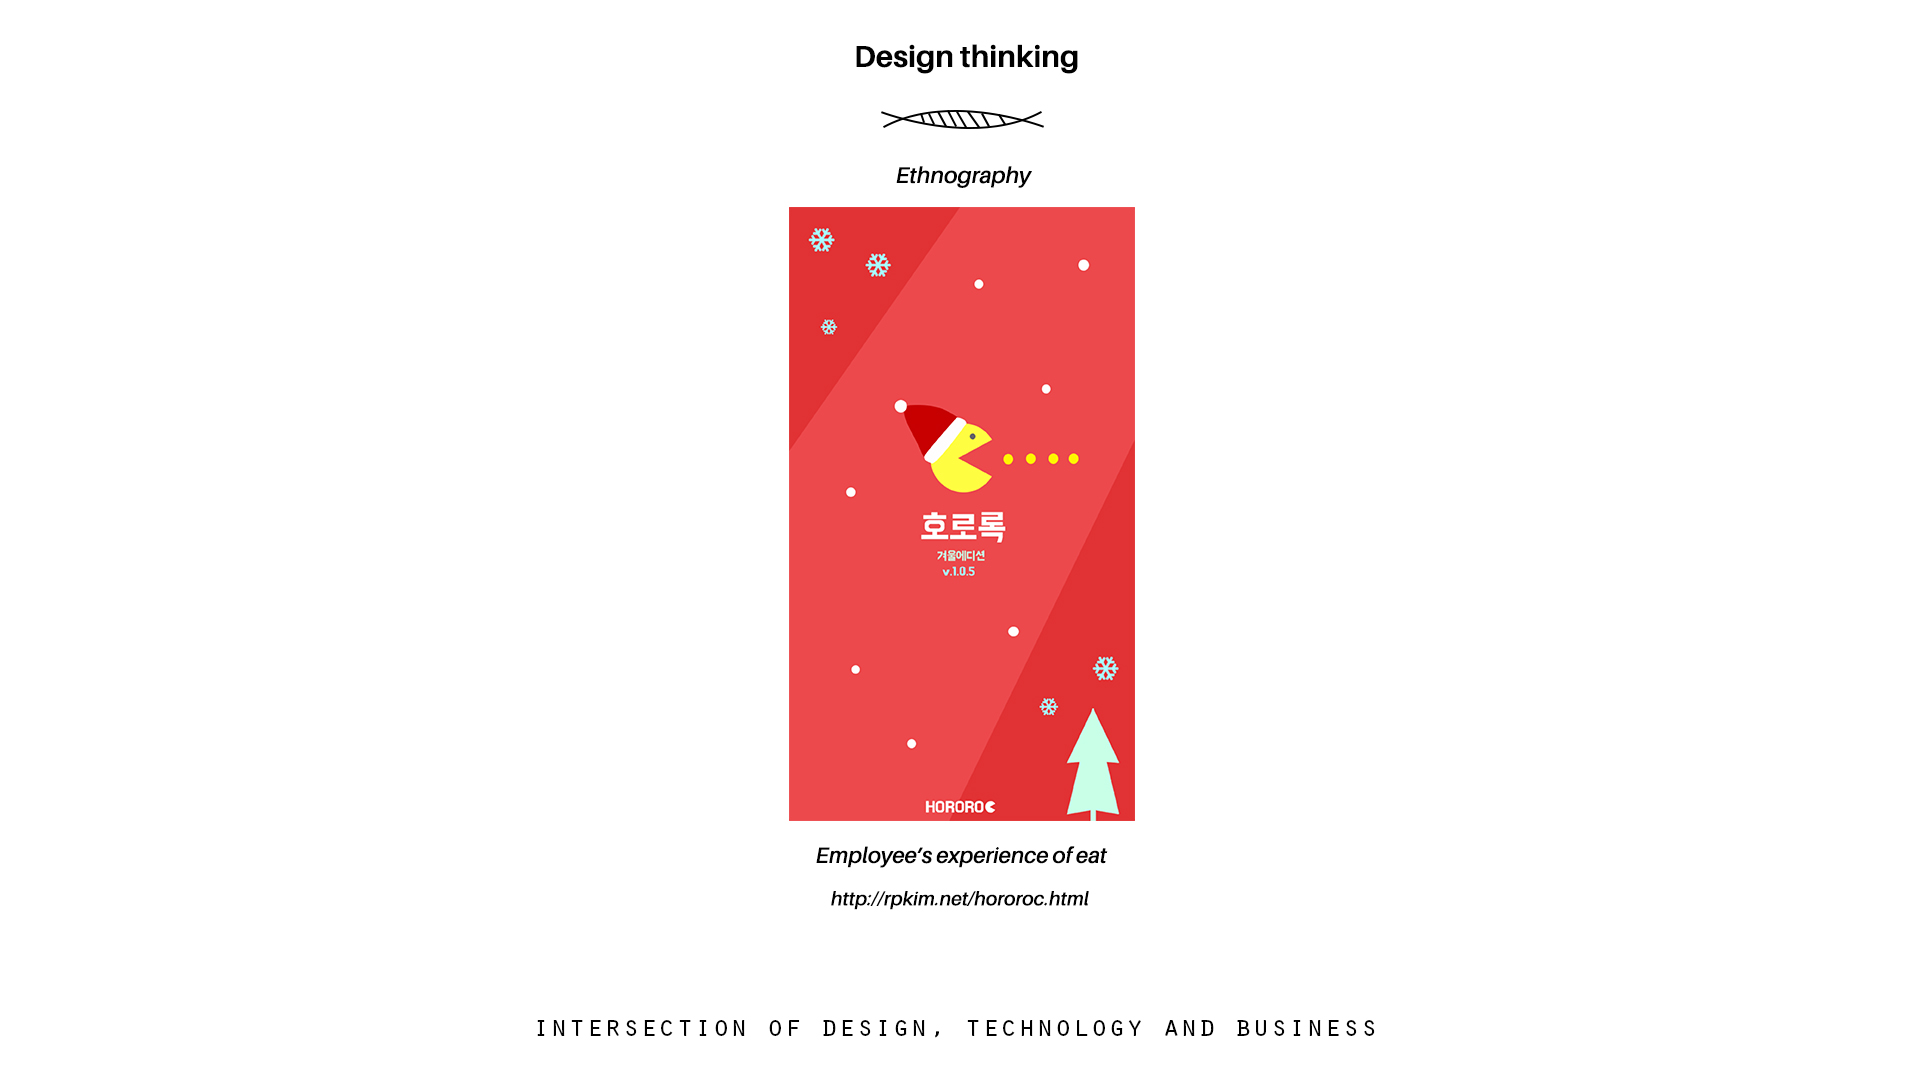 Design thinking
Ethnography
호로록
겨울에디션
v.1.0.5
HOROROC
Employee’s experience of eat
http://rpkim.net/hororoc.html
INTERSECTION OF DESIGN, TECHNOLOGY AND BUSINESS